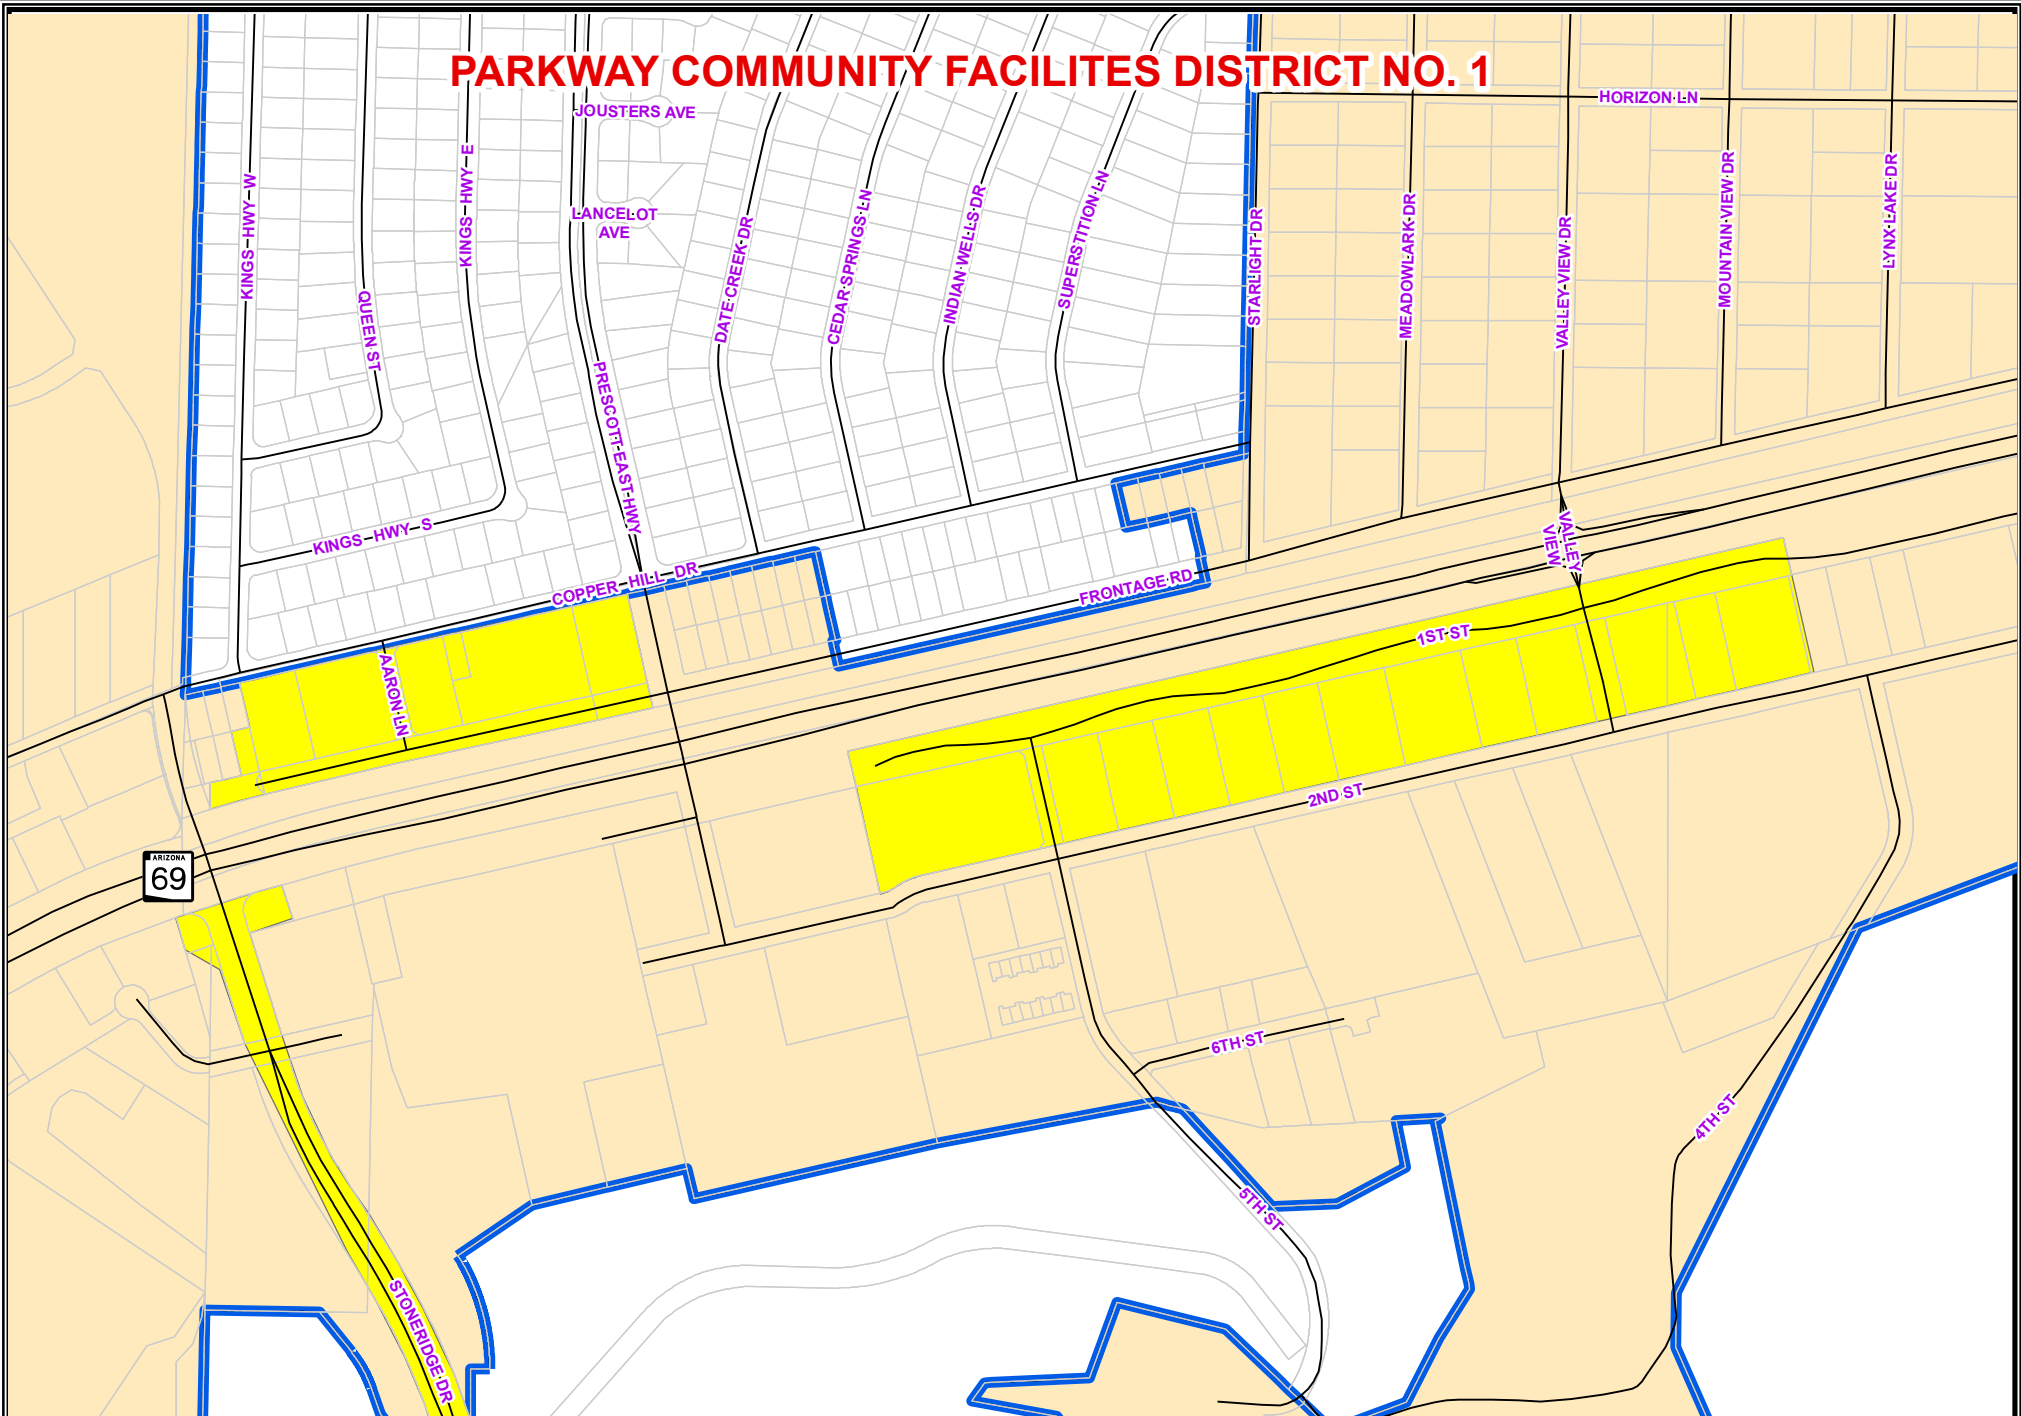 PARKWAY COMMUNITY FACILITES DISTRICT NO. 1
HORIZON LN
JOUSTERS AVE
LANCELOT
AVE
KINGS HWY W
KINGS HWY E
QUEEN ST
PRESCOTT EAST HWY
DATE CREEK DR
CEDAR SPRINGS LN
INDIAN WELLS DR
SUPERSTITION LN
STARLIGHT DR
MEADOWLARK DR
VALLEY VIEW DR
MOUNTAIN VIEW DR
LYNX LAKE DR
KINGS HWY S
COPPER HILL DR
FRONTAGE RD
VALLEY
VIEW
1ST ST
AARON LN
2ND ST
ARIZONA
69
6TH ST
4TH ST
5TH ST
STONERIDGE DR